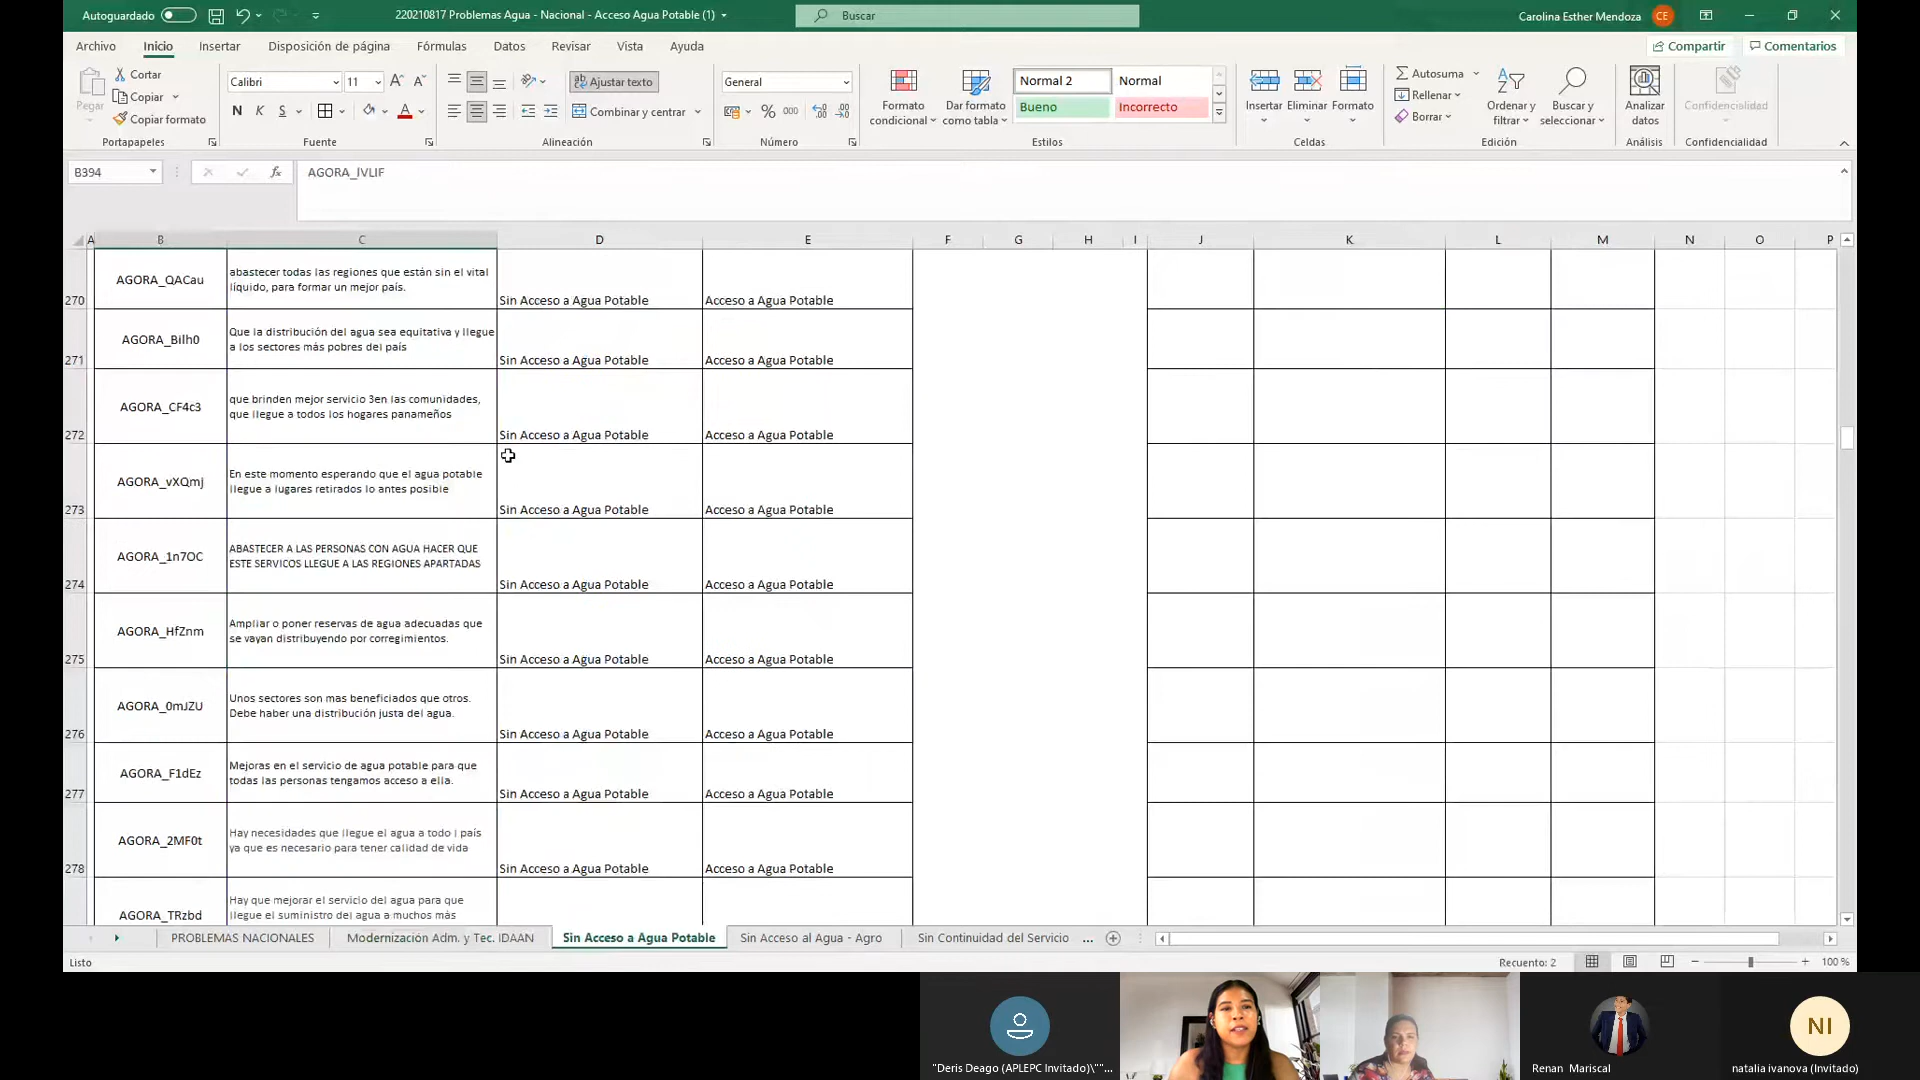 Autoguardado
220210817 Problemas Agua - Nacional - Acceso Agua Potable (1)
Buscar
Carolina Esther Mendoza
CE
Archivo
Inicio
Insertar
Disposición de página
Fórmulas
Datos
Revisar
Vista
Ayuda
Compartir
Comentarios
Pegar
Cortar
Copiar
Copiar formato
Portapapeles
Calibri
11
N K S
Fuente
Ajustar texto
Combinar y centrar
Alineación
General
% 000
Número
Formato condicional
Dar formato como tabla
Normal 2
Normal
Bueno
Incorrecto
Estilos
Insertar
Eliminar
Formato
Celdas
Autosuma
Rellenar
Borrar
Ordenar y filtrar
Buscar y seleccionar
Edición
Analizar datos
Análisis
Confidencialidad
Confidencialidad
B394
fx
AGORA_IVLIF
A B C D E F G H I J K L M N O P
270
AGORA_QACau
abastecer todas las regiones que están sin el vital
líquido, para formar un mejor país.
Sin Acceso a Agua Potable
Acceso a Agua Potable
271
AGORA_Bilh0
Que la distribución del agua sea equitativa y llegue
a los sectores más pobres del país
Sin Acceso a Agua Potable
Acceso a Agua Potable
272
AGORA_CF4c3
que brinden mejor servicio 3en las comunidades,
que llegue a todos los hogares panameños
Sin Acceso a Agua Potable
Acceso a Agua Potable
273
AGORA_vXQmj
En este momento esperando que el agua potable
llegue a lugares retirados lo antes posible
Sin Acceso a Agua Potable
Acceso a Agua Potable
274
AGORA_1n7OC
ABASTECER A LAS PERSONAS CON AGUA HACER QUE
ESTE SERVICOS LLEGUE A LAS REGIONES APARTADAS
Sin Acceso a Agua Potable
Acceso a Agua Potable
275
AGORA_HfZnm
Ampliar o poner reservas de agua adecuadas que
se vayan distribuyendo por corregimientos.
Sin Acceso a Agua Potable
Acceso a Agua Potable
276
AGORA_0mJZU
Unos sectores son mas beneficiados que otros.
Debe haber una distribución justa del agua.
Sin Acceso a Agua Potable
Acceso a Agua Potable
277
AGORA_F1dEz
Mejoras en el servicio de agua potable para que
todas las personas tengamos acceso a ella.
Sin Acceso a Agua Potable
Acceso a Agua Potable
278
AGORA_2MF0t
Hay necesidades que llegue el agua a todo l país
ya que es necesario para tener calidad de vida
Sin Acceso a Agua Potable
Acceso a Agua Potable
AGORA_TRzbd
Hay que mejorar el servicio del agua para que
llegue el suministro del agua a muchos más
PROBLEMAS NACIONALES
Modernización Adm. y Tec. IDAAN
Sin Acceso a Agua Potable
Sin Acceso al Agua - Agro
Sin Continuidad del Servicio
...
Listo
Recuento: 2
100 %
"Deris Deago (APLEPC Invitado)\""...
Renan Mariscal
NI
natalia ivanova (Invitado)